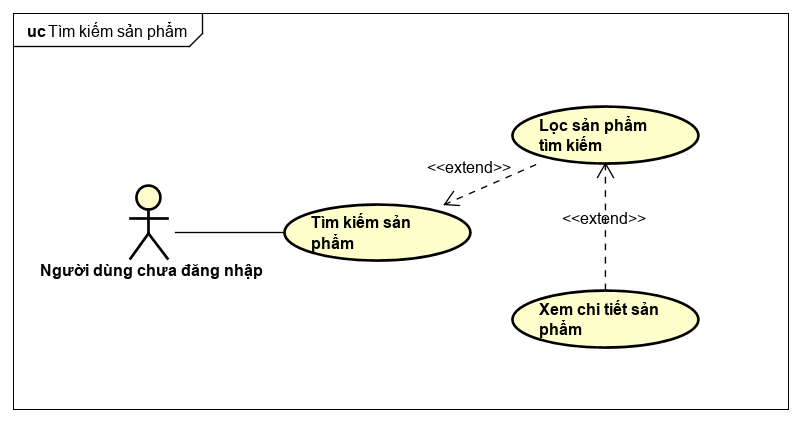 uc Tìm kiếm sản phẩm
Lọc sản phẩm
tìm kiếm
<<extend>>
Tìm kiếm sản
phẩm
<<extend>>
Người dùng chưa đăng nhập
Xem chi tiết sản
phẩm